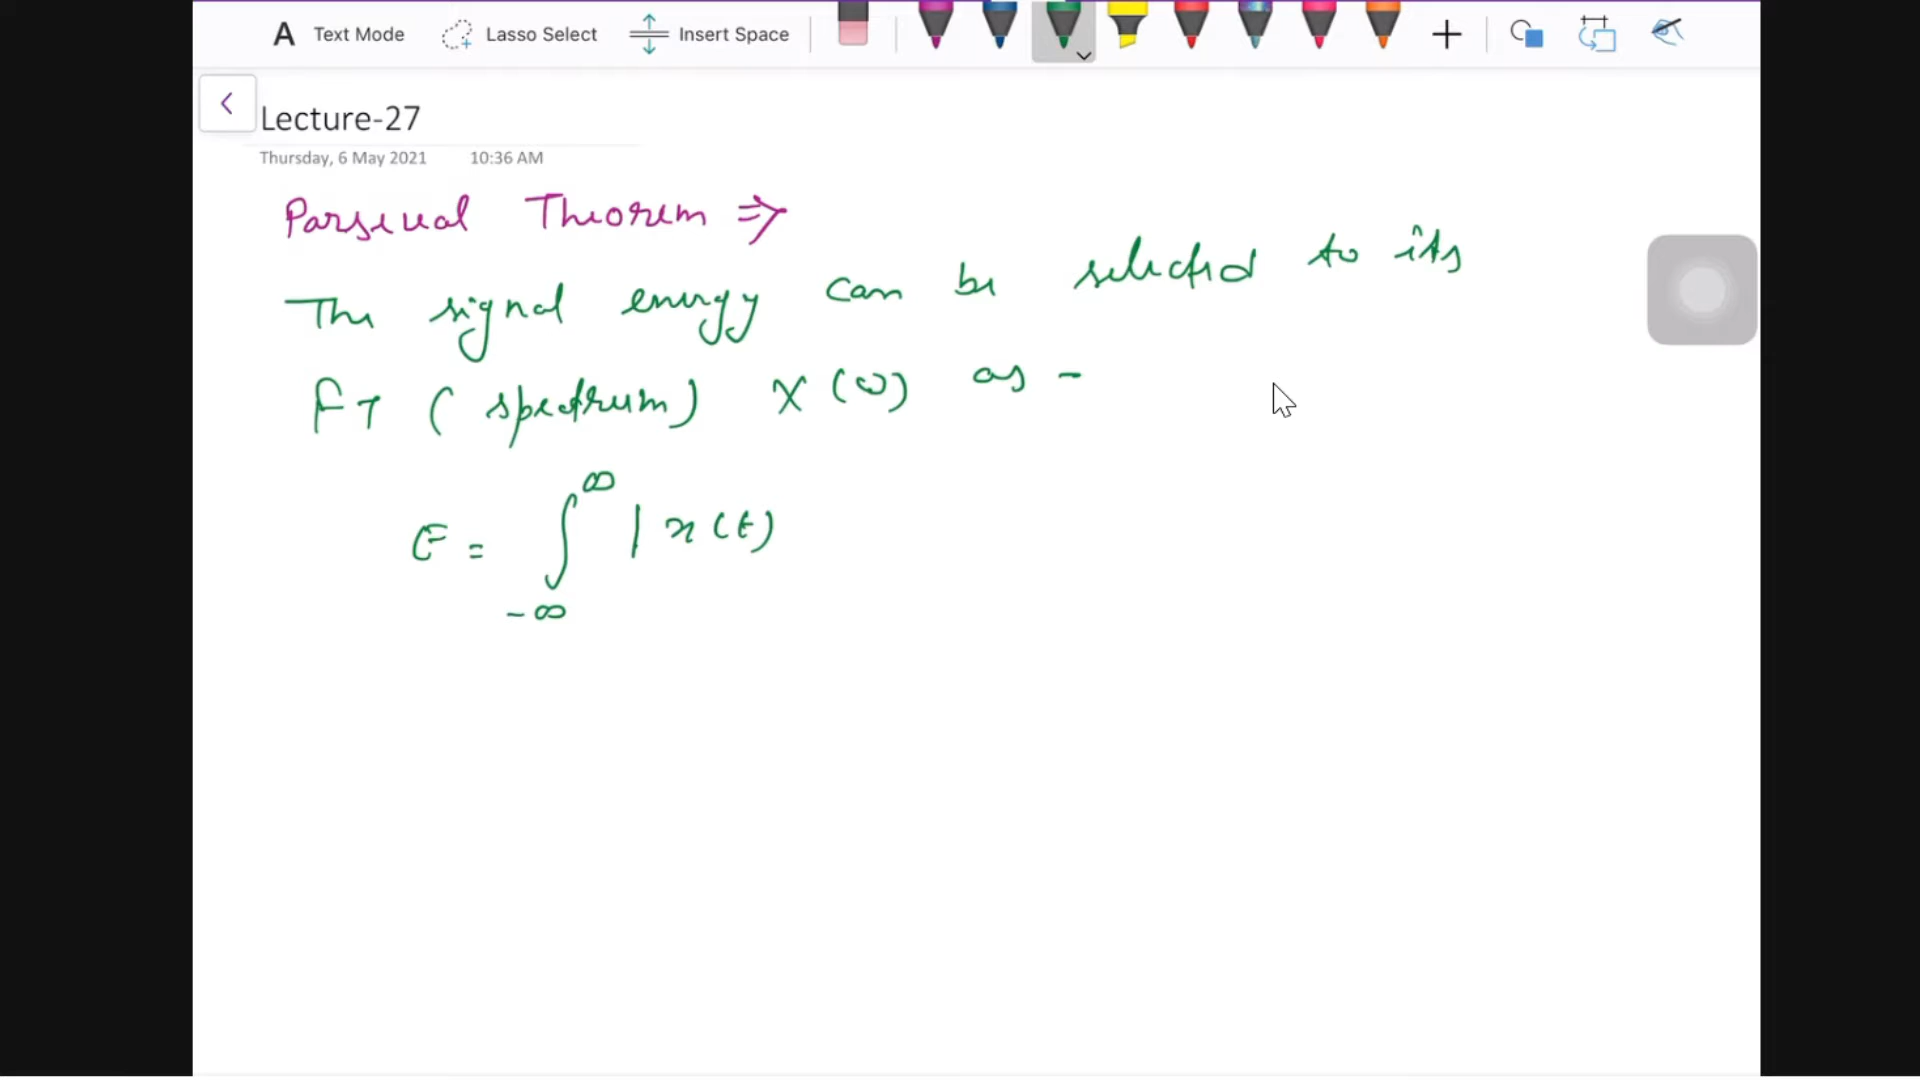 A Text Mode Lasso Select Insert Space
Lecture-27
Thursday, 6 May 2021 10:36 AM
Parseval Theorem ⇒
The signal energy can be related to its
FT (spectrum) X(ω) as -
E = ∫_{-∞}^{∞} | x(t)